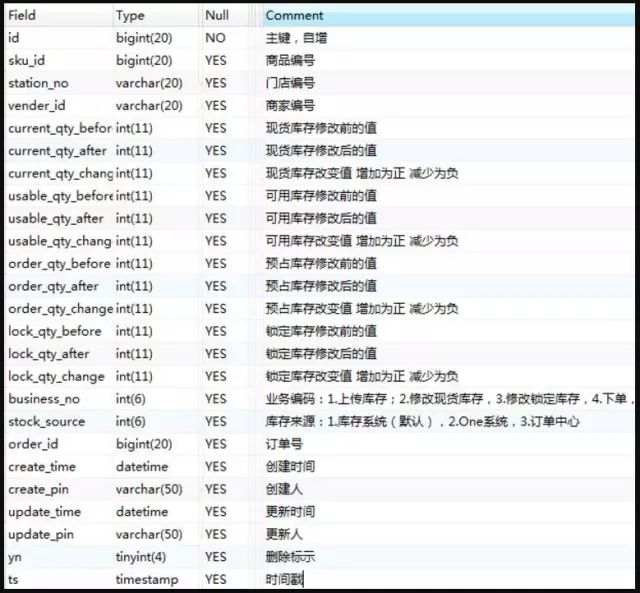 Field Type Null Comment
id bigint(20) NO 主键，自增
sku_id bigint(20) YES 商品编号
station_no varchar(20) YES 门店编号
vender_id varchar(20) YES 商家编号
current_qty_before int(11) YES 现货库存修改前的值
current_qty_after int(11) YES 现货库存修改后的值
current_qty_chang int(11) YES 现货库存改变值 增加为正 减少为负
usable_qty_before int(11) YES 可用库存修改前的值
usable_qty_after int(11) YES 可用库存修改后的值
usable_qty_chang int(11) YES 可用库存改变值 增加为正 减少为负
order_qty_before int(11) YES 预占库存修改前的值
order_qty_after int(11) YES 预占库存修改后的值
order_qty_change int(11) YES 预占库存改变值 增加为正 减少为负
lock_qty_before int(11) YES 锁定库存修改前的值
lock_qty_after int(11) YES 锁定库存修改后的值
lock_qty_change int(11) YES 锁定库存改变值 增加为正 减少为负
business_no int(6) YES 业务编码：1.上传库存；2.修改现货库存，3.修改锁定库存，4.下单，
stock_source int(6) YES 库存来源：1.库存系统（默认），2.One系统，3.订单中心
order_id bigint(20) YES 订单号
create_time datetime YES 创建时间
create_pin varchar(50) YES 创建人
update_time datetime YES 更新时间
update_pin varchar(50) YES 更新人
yn tinyint(4) YES 删除标示
ts timestamp YES 时间戳